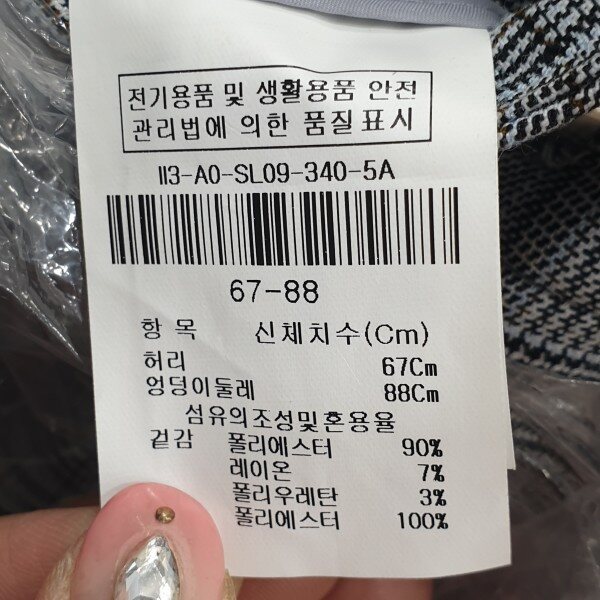 전기용품 및 생활용품 안전
관리법에 의한 품질표시
II3-A0-SL09-340-5A
67-88
항 목 신체치수(Cm)
허리 67Cm
엉덩이둘레 88Cm
섬유의조성및혼용율
겉감 폴리에스터 90%
레이온 7%
폴리우레탄 3%
폴리에스터 100%